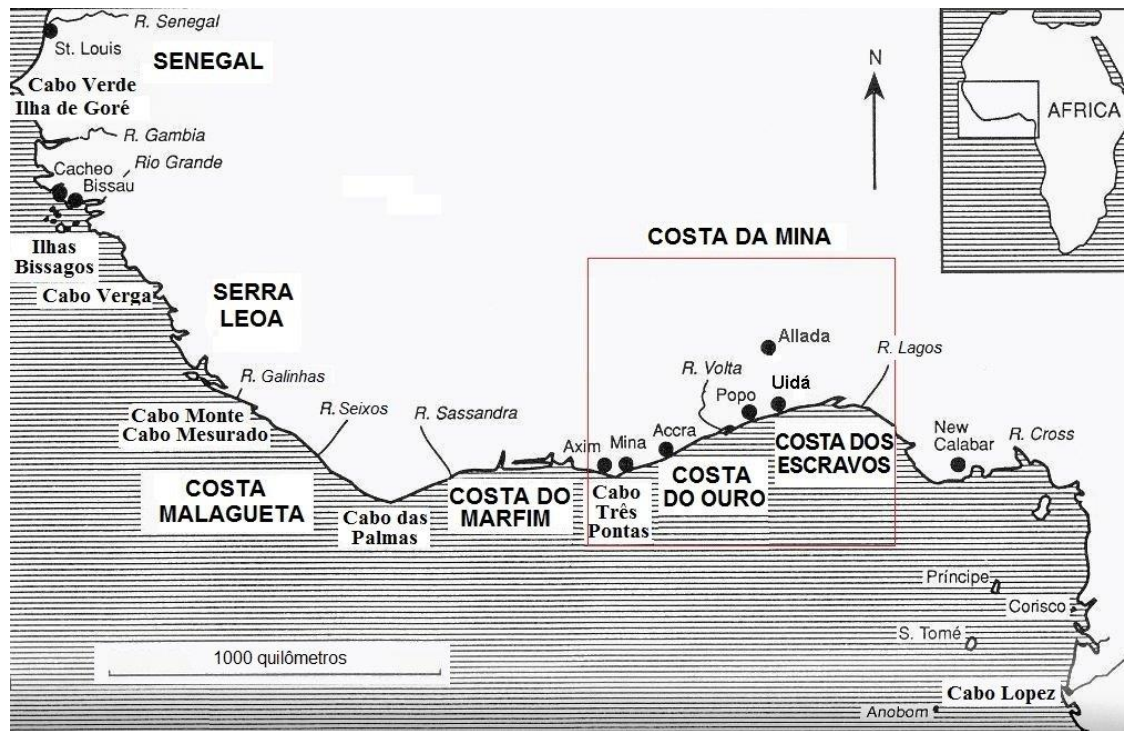 R. Senegal
St. Louis
SENEGAL
Cabo Verde
Ilha de Goré
R. Gambia
Rio Grande
Cacheo
Bissau
Ilhas
Bissagos
Cabo Verga
SERRA
LEOA
R. Galinhas
Cabo Monte
Cabo Mesurado
R. Seixos
COSTA
MALAGUETA
R. Sassandra
Cabo das
Palmas
COSTA DO
MARFIM
N
AFRICA
COSTA DA MINA
Allada
R. Lagos
R. Volta
Uidá
Popo
Accra
Axim
Mina
Cabo
Três
Pontas
COSTA
DO OURO
COSTA DOS
ESCRAVOS
New
Calabar
R. Cross
Príncipe
Corisco
S. Tomé
Cabo Lopez
Anobom
1000 quilômetros